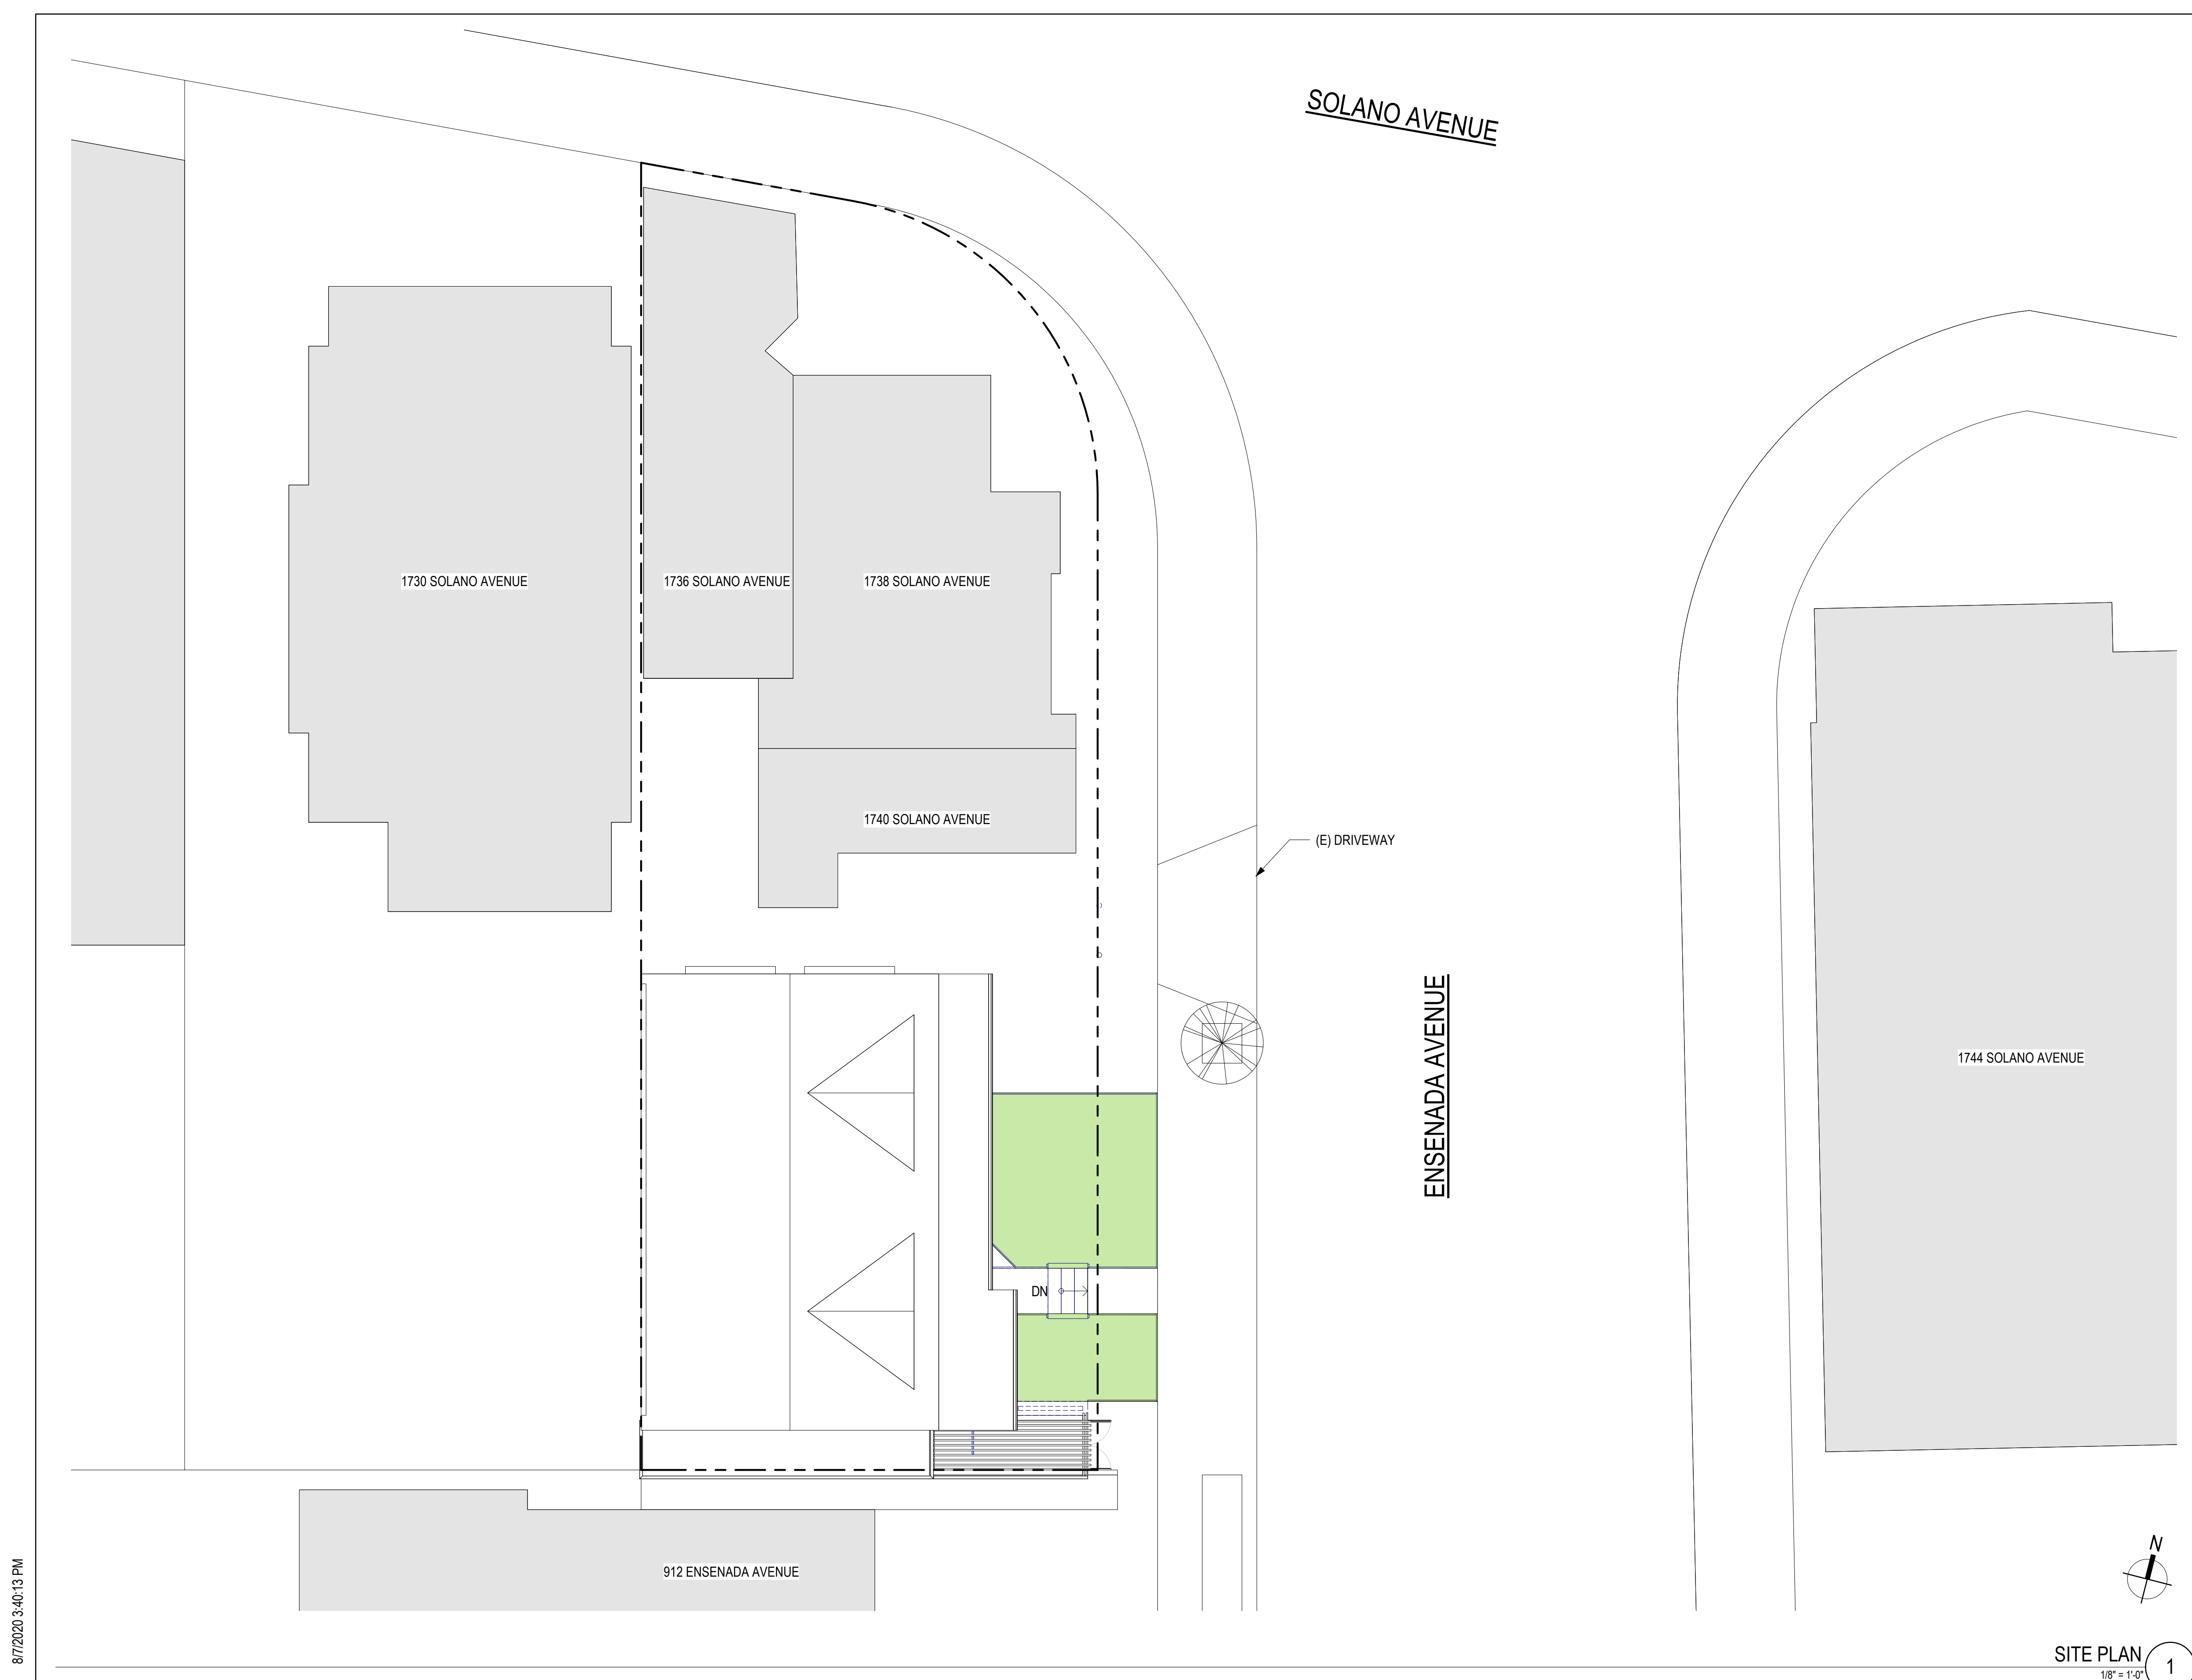 SOLANO AVENUE
1730 SOLANO AVENUE
1736 SOLANO AVENUE
1738 SOLANO AVENUE
1740 SOLANO AVENUE
(E) DRIVEWAY
ENSENADA AVENUE
1744 SOLANO AVENUE
DN
912 ENSENADA AVENUE
N
8/7/2020 3:40:13 PM
SITE PLAN
1
1/8" = 1'-0"